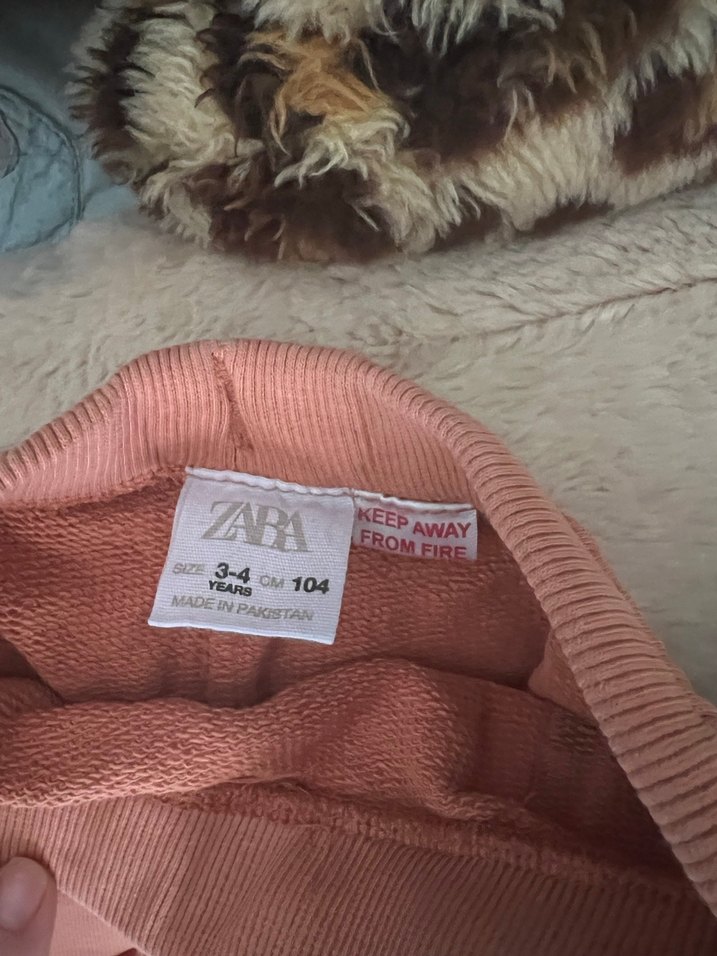 ZARA
SIZE 3-4 YEARS CM 104
MADE IN PAKISTAN
KEEP AWAY
FROM FIRE